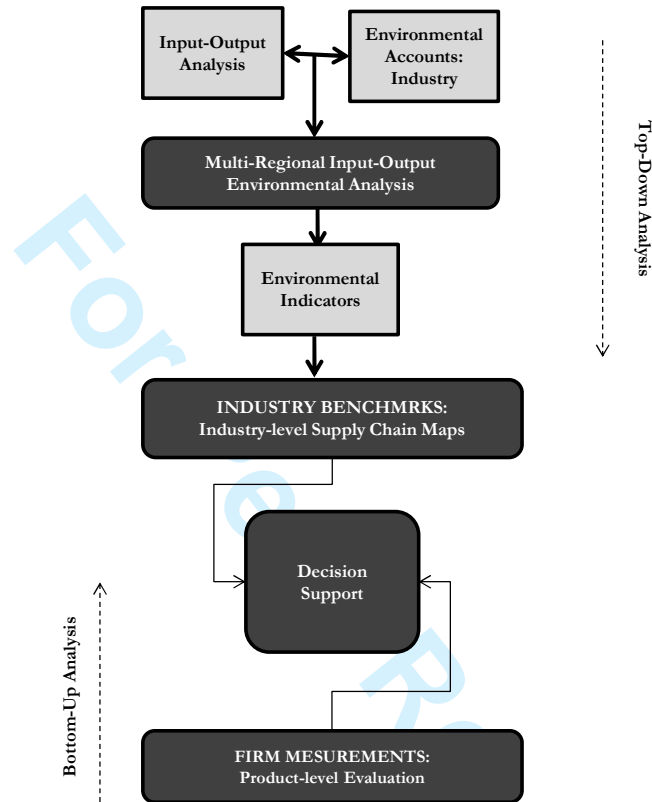 Input-Output
Analysis
Environmental
Accounts:
Industry
Multi-Regional Input-Output
Environmental Analysis
Environmental
Indicators
INDUSTRY BENCHMRKS:
Industry-level Supply Chain Maps
Decision
Support
FIRM MESUREMENTS:
Product-level Evaluation
Top-Down Analysis
Bottom-Up Analysis
For